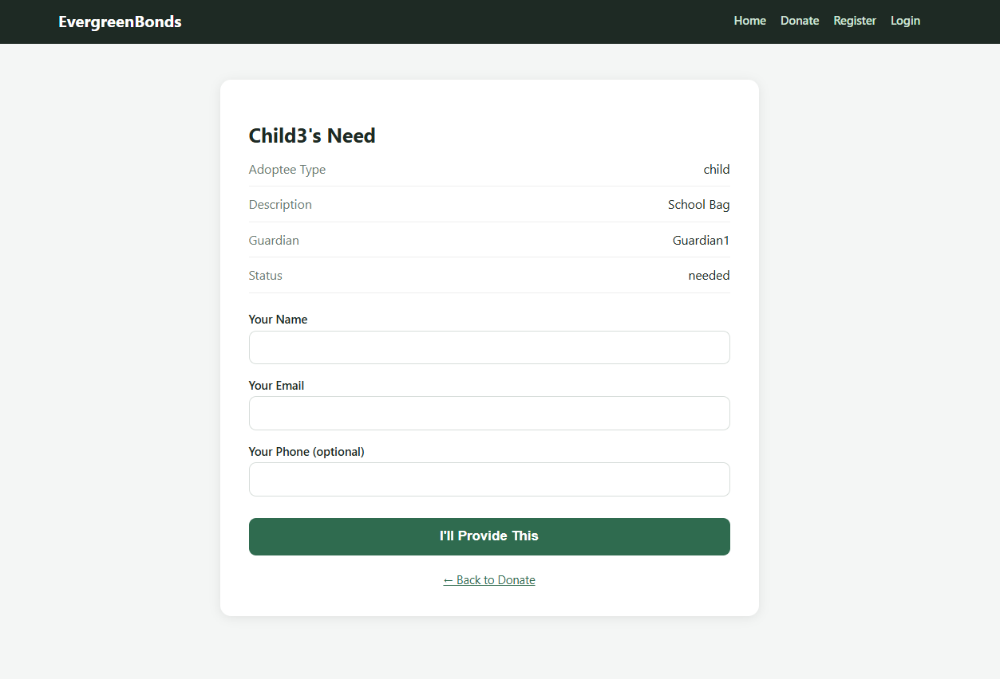 EvergreenBonds
Home Donate Register Login
Child3's Need
Adoptee Type child
Description School Bag
Guardian Guardian1
Status needed
Your Name
Your Email
Your Phone (optional)
I'll Provide This
← Back to Donate